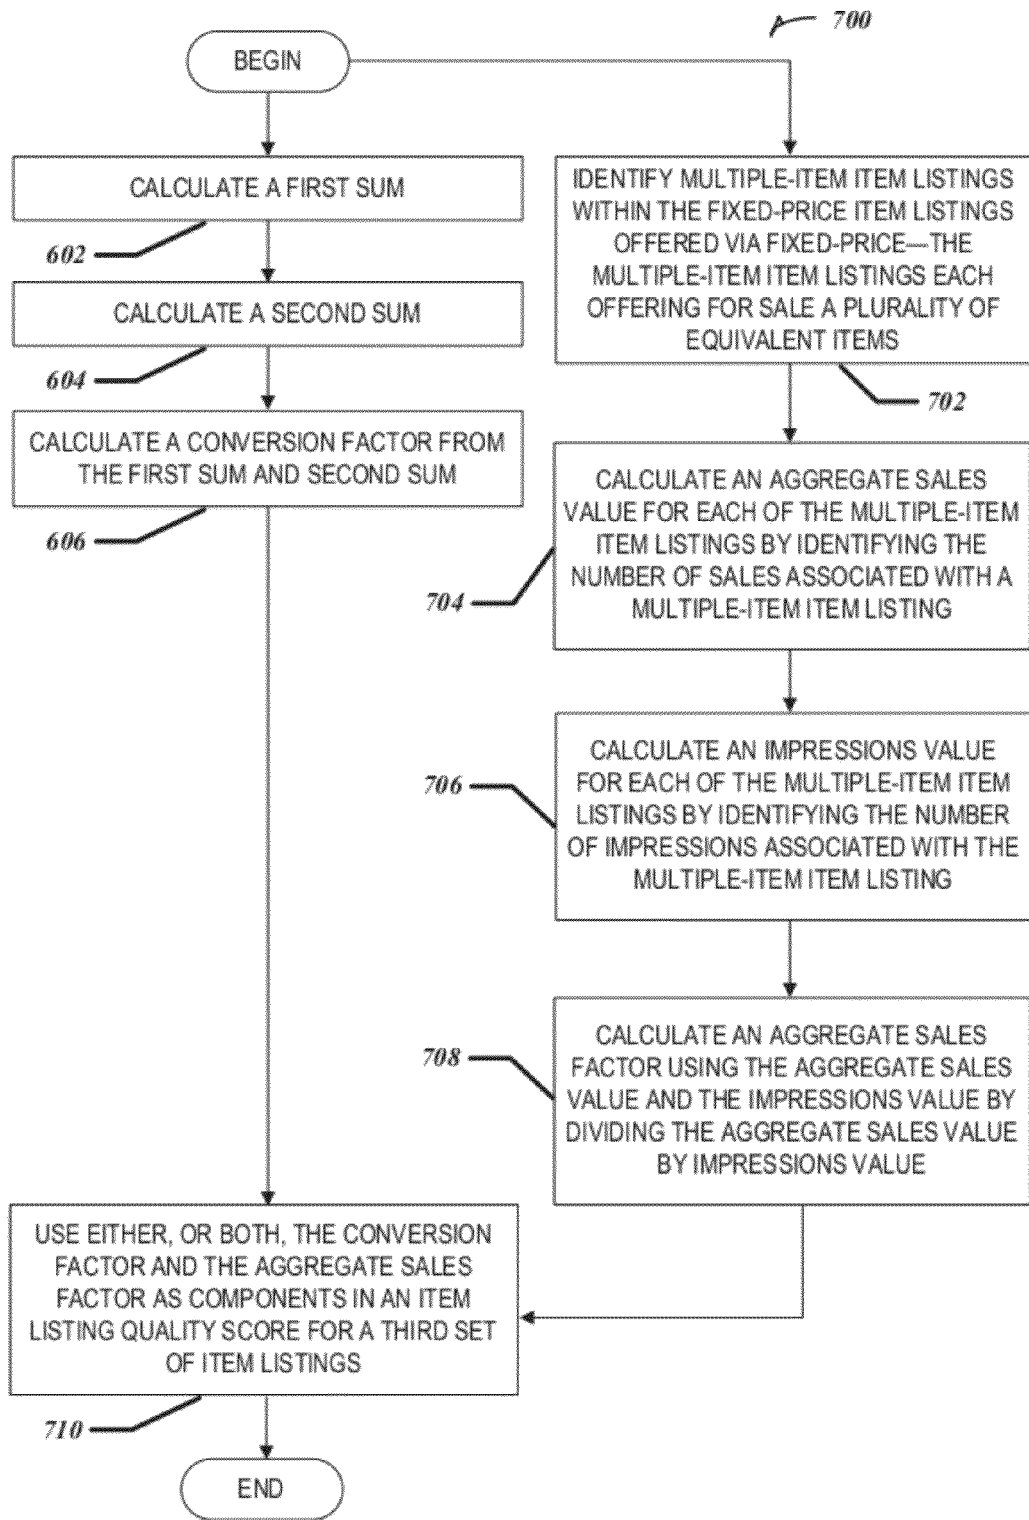 700
BEGIN
CALCULATE A FIRST SUM
602
CALCULATE A SECOND SUM
604
CALCULATE A CONVERSION FACTOR FROM
THE FIRST SUM AND SECOND SUM
606
IDENTIFY MULTIPLE-ITEM ITEM LISTINGS
WITHIN THE FIXED-PRICE ITEM LISTINGS
OFFERED VIA FIXED-PRICE—THE
MULTIPLE-ITEM ITEM LISTINGS EACH
OFFERING FOR SALE A PLURALITY OF
EQUIVALENT ITEMS
702
CALCULATE AN AGGREGATE SALES
VALUE FOR EACH OF THE MULTIPLE-ITEM
ITEM LISTINGS BY IDENTIFYING THE
NUMBER OF SALES ASSOCIATED WITH A
MULTIPLE-ITEM ITEM LISTING
704
CALCULATE AN IMPRESSIONS VALUE
FOR EACH OF THE MULTIPLE-ITEM ITEM
LISTINGS BY IDENTIFYING THE NUMBER
OF IMPRESSIONS ASSOCIATED WITH THE
MULTIPLE-ITEM ITEM LISTING
706
CALCULATE AN AGGREGATE SALES
FACTOR USING THE AGGREGATE SALES
VALUE AND THE IMPRESSIONS VALUE BY
DIVIDING THE AGGREGATE SALES VALUE
BY IMPRESSIONS VALUE
708
USE EITHER, OR BOTH, THE CONVERSION
FACTOR AND THE AGGREGATE SALES
FACTOR AS COMPONENTS IN AN ITEM
LISTING QUALITY SCORE FOR A THIRD SET
OF ITEM LISTINGS
710
END